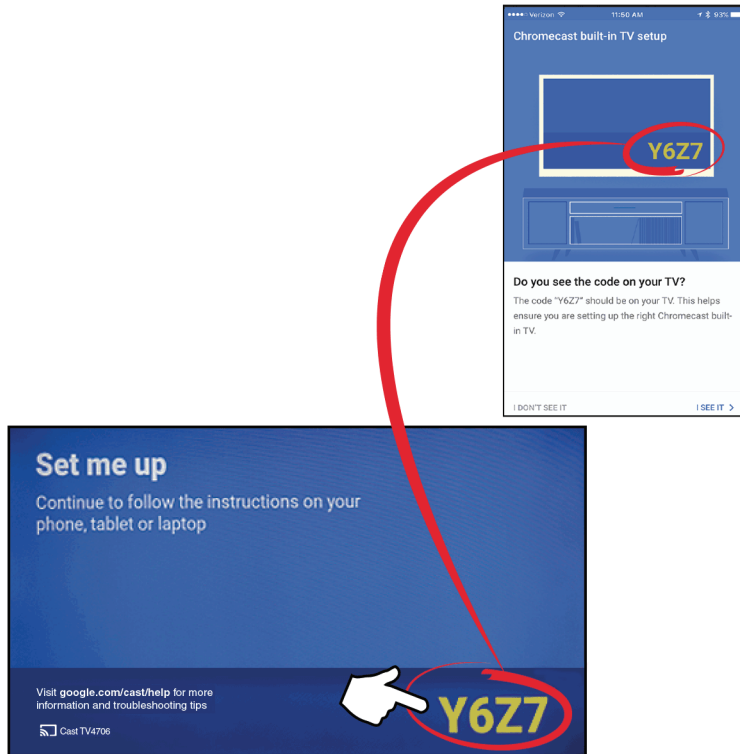 Verizon 11:50 AM 93%
Chromecast built-in TV setup
Y6Z7
Do you see the code on your TV?
The code "Y6Z7" should be on your TV. This helps
ensure you are setting up the right Chromecast built-
in TV.
I DON'T SEE IT I SEE IT >
Set me up
Continue to follow the instructions on your
phone, tablet or laptop
Visit google.com/cast/help for more
information and troubleshooting tips
Cast TV4706
Y6Z7